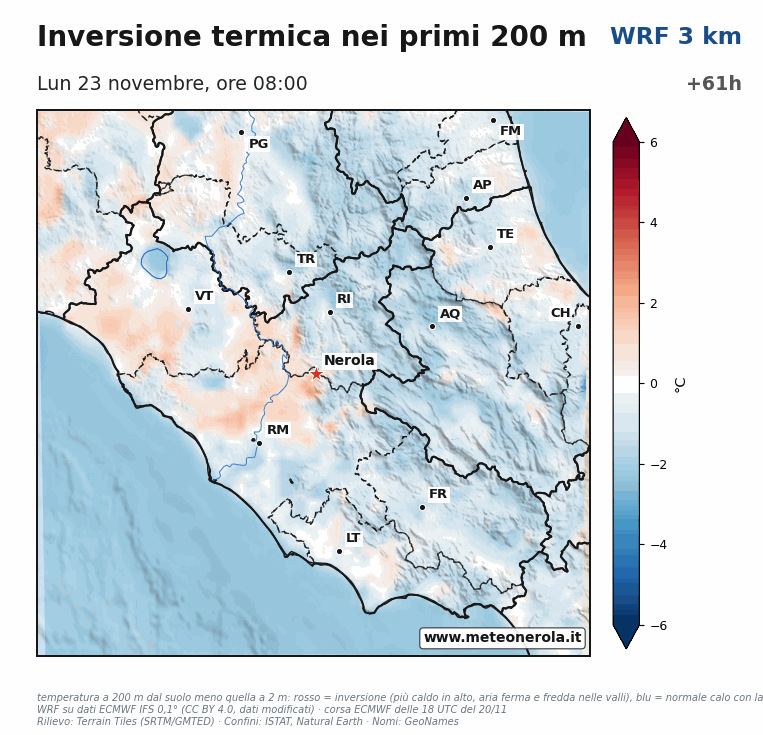 Inversione termica nei primi 200 m
WRF 3 km
Lun 23 novembre, ore 08:00
+61h
FM
PG
AP
TE
TR
RI
VT
AQ
CH
Nerola
RM
FR
LT
www.meteonerola.it
6
4
2
0
−2
−4
−6
°C
temperatura a 200 m dal suolo meno quella a 2 m: rosso = inversione (più caldo in alto, aria ferma e fredda nelle valli), blu = normale calo con la
WRF su dati ECMWF IFS 0,1° (CC BY 4.0, dati modificati) · corsa ECMWF delle 18 UTC del 20/11
Rilievo: Terrain Tiles (SRTM/GMTED) · Confini: ISTAT, Natural Earth · Nomi: GeoNames